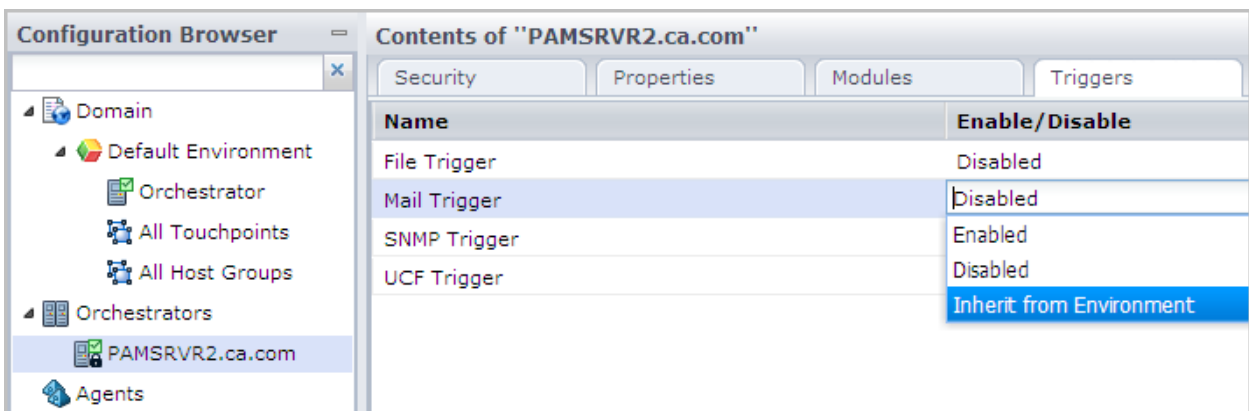 Configuration Browser
Domain
Default Environment
Orchestrator
All Touchpoints
All Host Groups
Orchestrators
PAMSRVR2.ca.com
Agents
Contents of "PAMSRVR2.ca.com"
Security Properties Modules Triggers
Name Enable/Disable
File Trigger Disabled
Mail Trigger Disabled
SNMP Trigger Enabled
UCF Trigger Disabled
Inherit from Environment